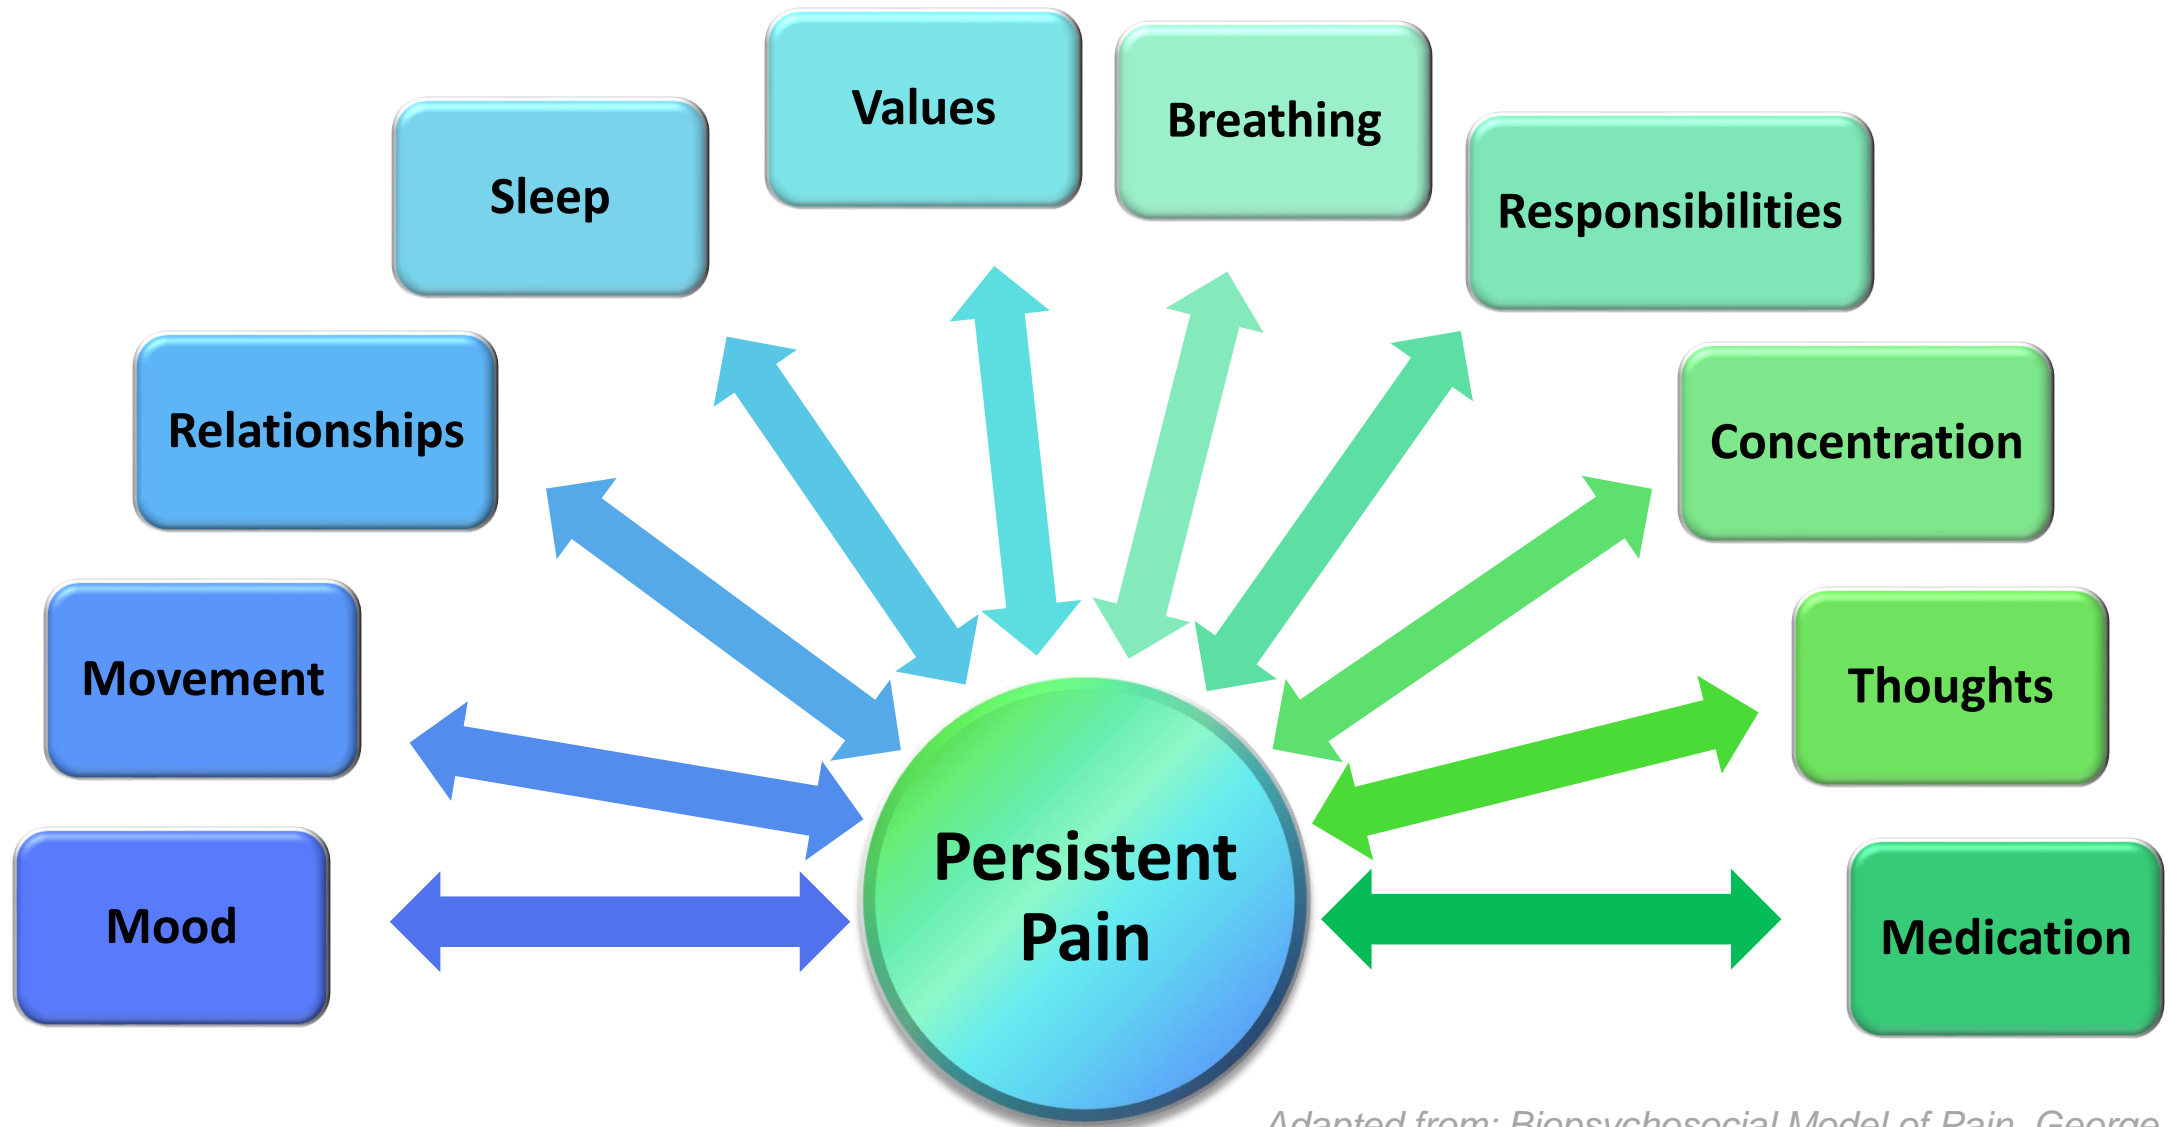 Values
Breathing
Sleep
Responsibilities
Relationships
Concentration
Movement
Thoughts
Persistent
Pain
Mood
Medication
Adapted from: Biopsychosocial Model of Pain, George